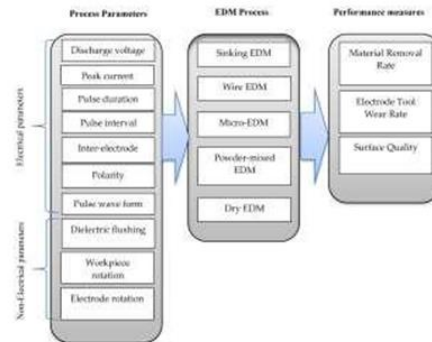 Process Parameters
EDM Process
Performance measures
Electrical parameters
Non-Electrical parameters
Discharge voltage
Peak current
Pulse duration
Pulse interval
Inter-electrode
Polarity
Pulse wave form
Dielectric flushing
Workpiece
rotation
Electrode rotation
Sinking EDM
Wire EDM
Micro-EDM
Powder-mixed
EDM
Dry EDM
Material Removal
Rate
Electrode Tool
Wear Rate
Surface Quality